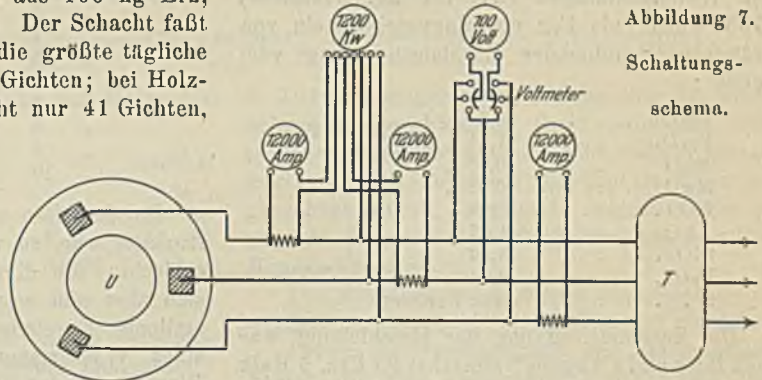 aus 100 kg Erz,
Der Schacht faßt
die größte tägliche
Gichten; bei Holz-
ht nur 41 Gichten,
Abbildung 7.
Schaltungs-
schema.
1200
Kw
100
Volt
Voltmeter
12000
Amp.
12000
Amp.
12000
Amp.
Ü
T